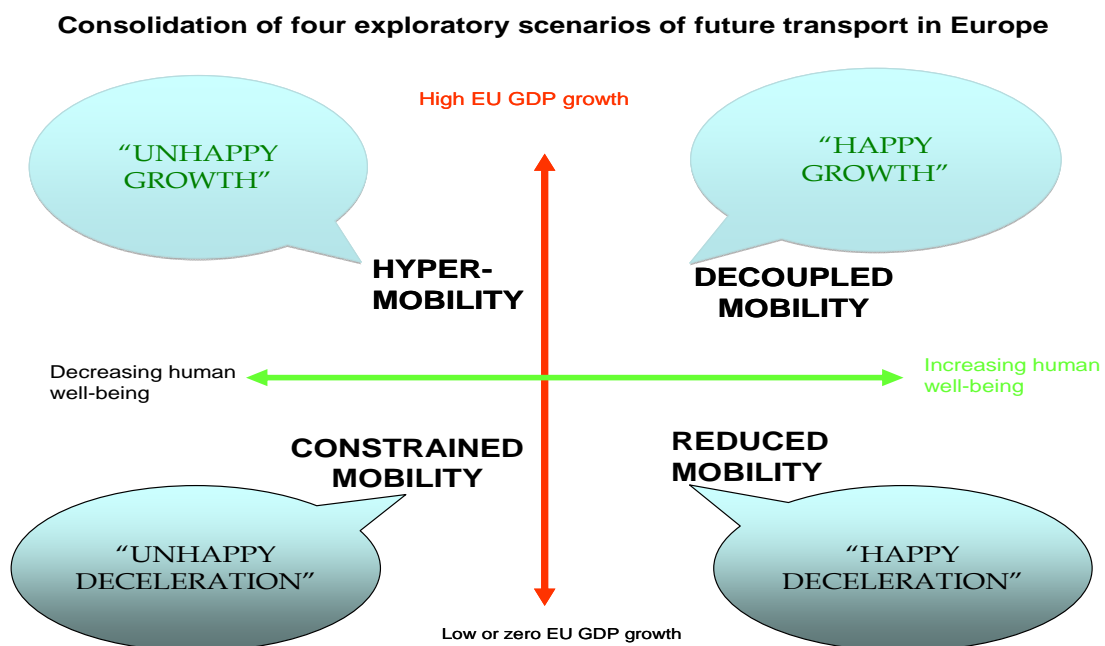 Consolidation of four exploratory scenarios of future transport in Europe
High EU GDP growth
“UNHAPPY
GROWTH”
“HAPPY
GROWTH”
HYPER-
MOBILITY
DECOUPLED
MOBILITY
Decreasing human
well-being
Increasing human
well-being
CONSTRAINED
MOBILITY
REDUCED
MOBILITY
“UNHAPPY
DECELERATION”
“HAPPY
DECELERATION”
Low or zero EU GDP growth